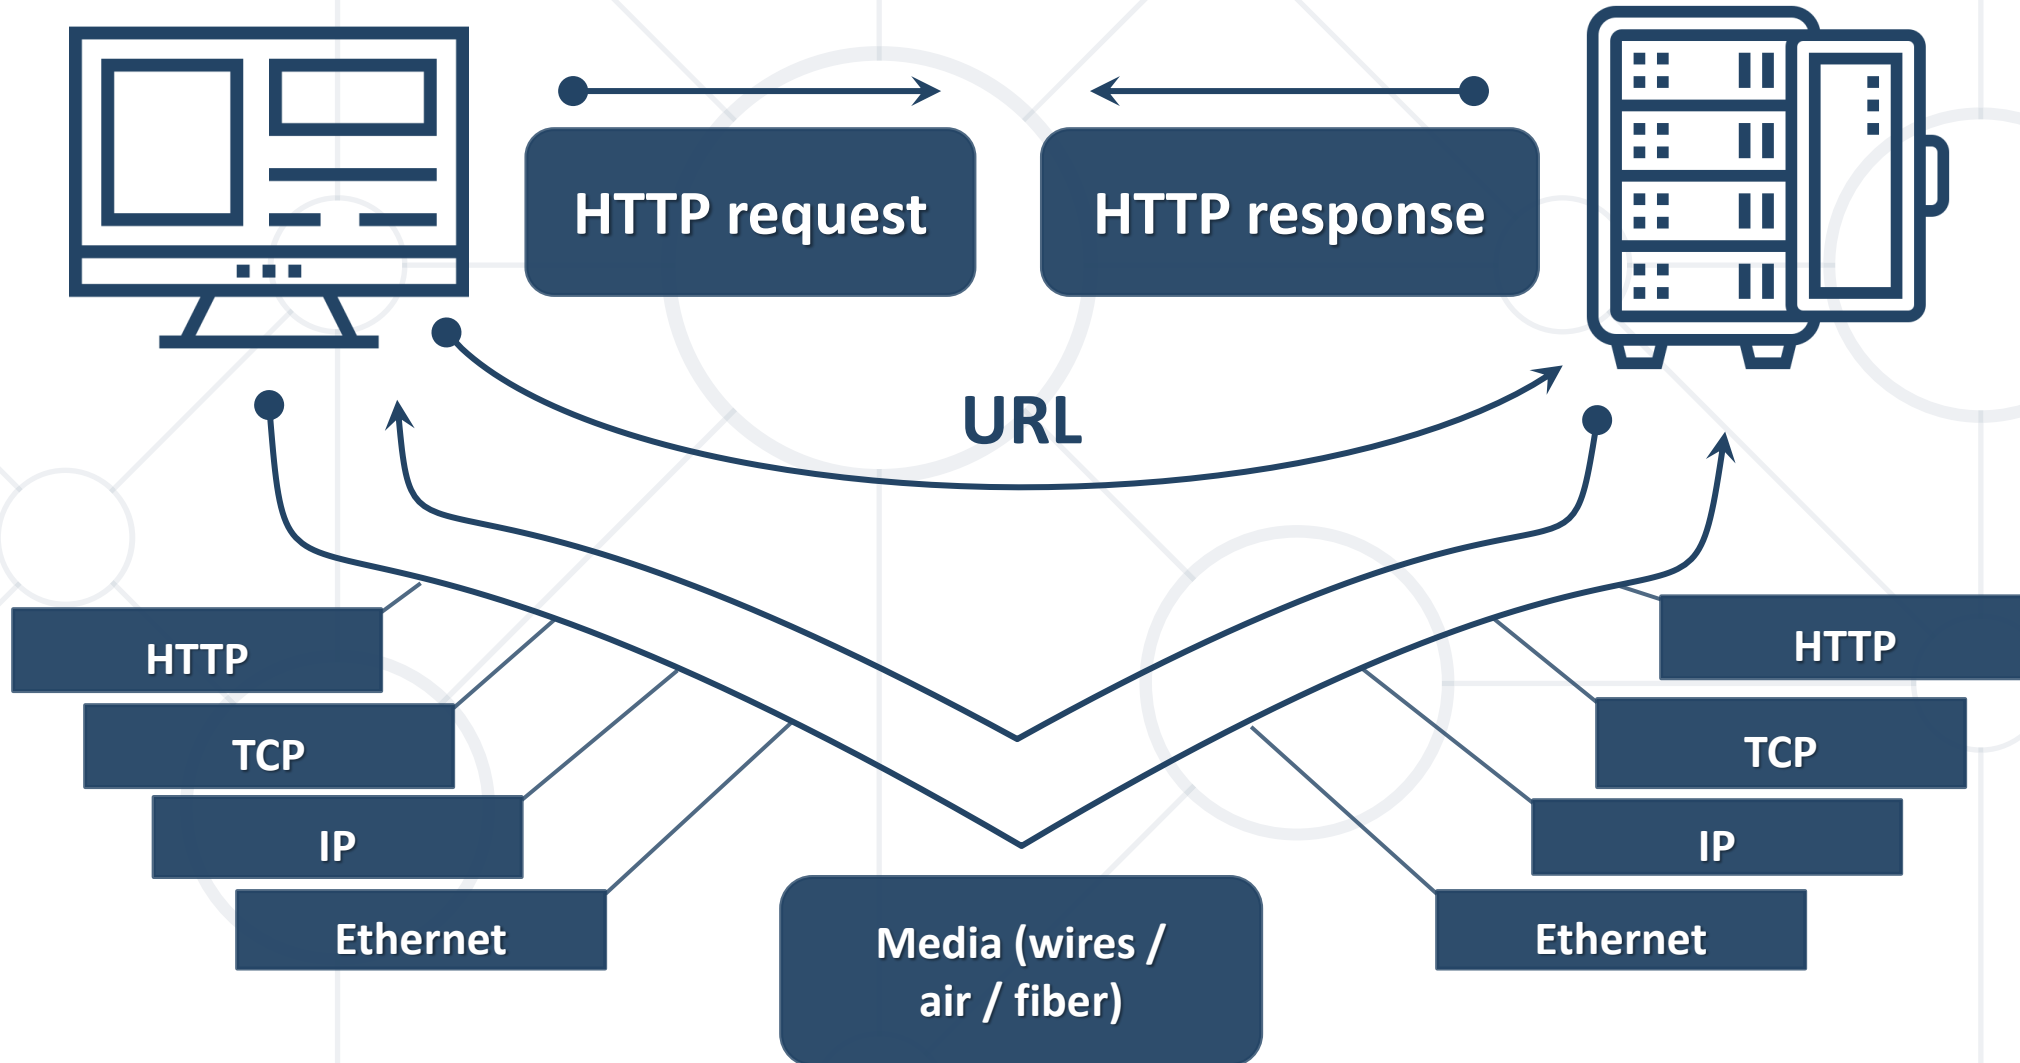 HTTP request
HTTP response
URL
HTTP
TCP
IP
Ethernet
Media (wires /
air / fiber)
HTTP
TCP
IP
Ethernet